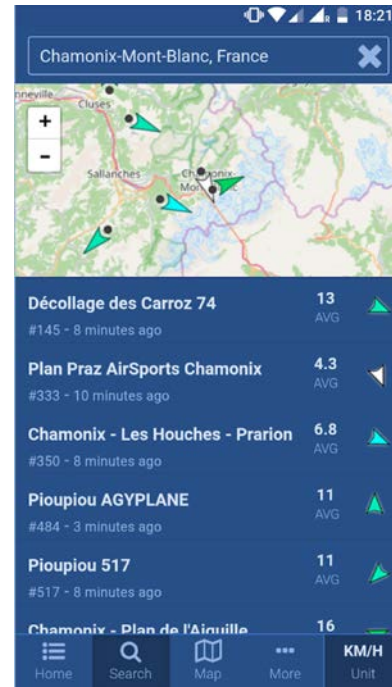 18:21
Chamonix-Mont-Blanc, France
nneville
Cluses
+
-
Sallanches
Décollage des Carroz 74
13
AVG
#145 - 8 minutes ago
Plan Praz AirSports Chamonix
4.3
AVG
#333 - 10 minutes ago
Chamonix - Les Houches - Prarion
6.8
AVG
#350 - 8 minutes ago
Pioupiou AGYPLANE
11
AVG
#484 - 3 minutes ago
Pioupiou 517
11
AVG
#517 - 8 minutes ago
Chamonix - Plan de l'Aiguille
16
Home
Search
Map
More
KM/H
Unit